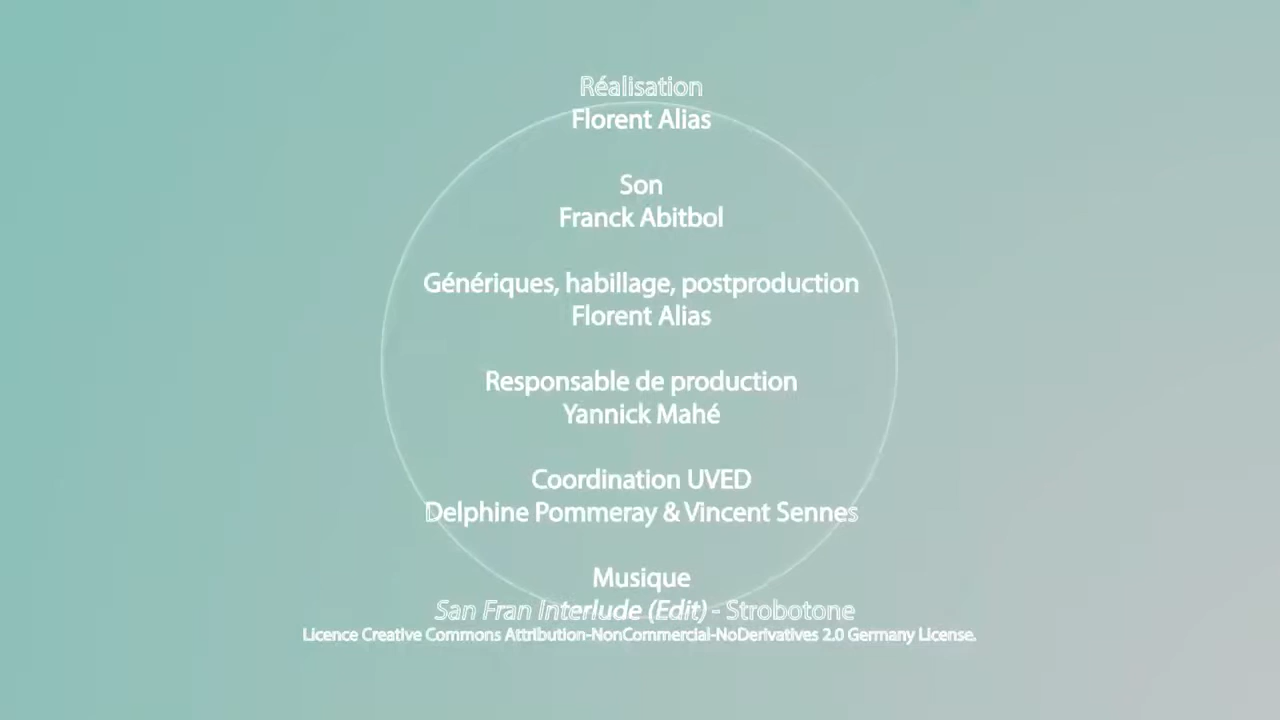 Réalisation
Florent Alias
Son
Franck Abitbol
Génériques, habillage, postproduction
Florent Alias
Responsable de production
Yannick Mahé
Coordination UVED
Delphine Pommeray & Vincent Sennes
Musique
San Fran Interlude (Edit) - Strobotone
Licence Creative Commons Attribution-NonCommercial-NoDerivatives 2.0 Germany License.